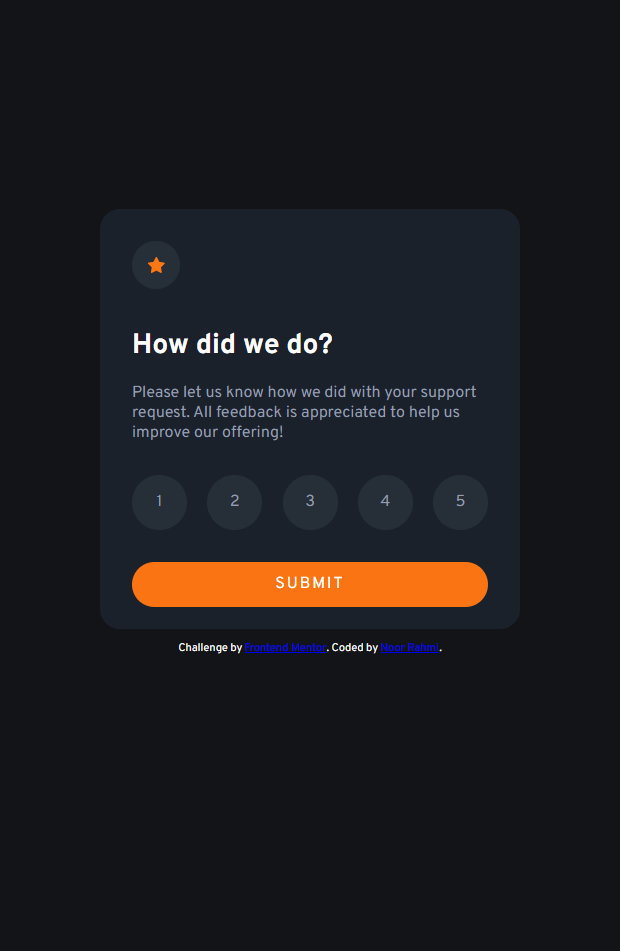 How did we do?
Please let us know how we did with your support
request. All feedback is appreciated to help us
improve our offering!
1 2 3 4 5
SUBMIT
Challenge by Frontend Mentor. Coded by Noor Rahini.